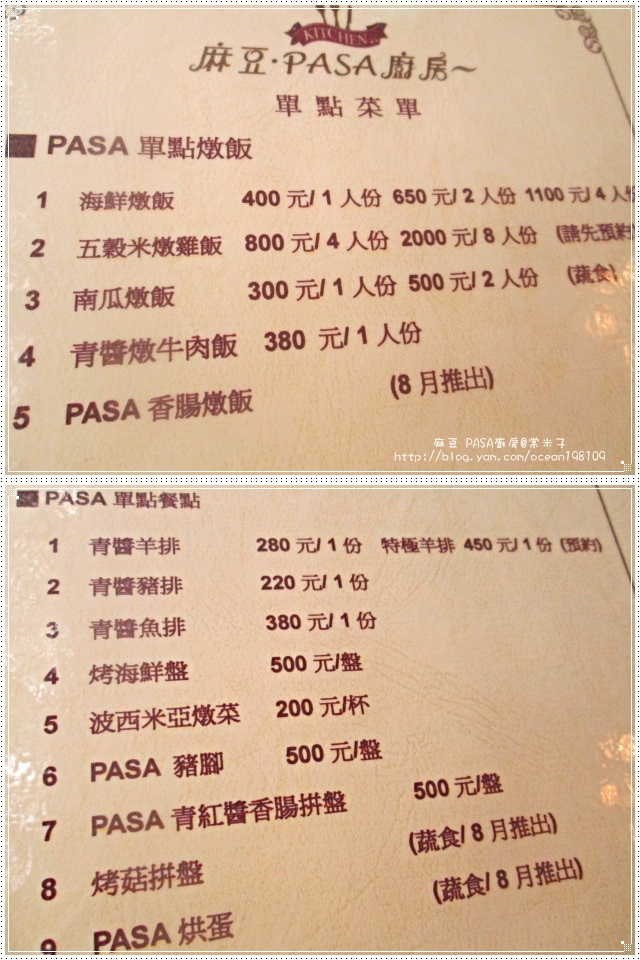 KITCHEN
麻豆·PASA廚房~
單點菜單
PASA 單點燉飯
1 海鮮燉飯 400 元/ 1 人份 650 元/ 2 人份 1100 元/ 4 人份
2 五穀米燉雞飯 800 元/ 4 人份 2000 元/ 8 人份 (請先預約)
3 南瓜燉飯 300 元/ 1 人份 500 元/ 2 人份 (蔬食)
4 青醬燉牛肉飯 380 元/ 1 人份
5 PASA 香腸燉飯 (8 月推出)
麻豆 PASA廚房@棠米子
http://blog.yam.com/ocean198109
PASA 單點餐點
1 青醬羊排 280 元/ 1 份 特極羊排 450 元/ 1 份 (預約)
2 青醬豬排 220 元/ 1 份
3 青醬魚排 380 元/ 1 份
4 烤海鮮盤 500 元/盤
5 波西米亞燉菜 200 元/杯
6 PASA 豬腳 500 元/盤
7 PASA 青紅醬香腸拼盤 500 元/盤
8 烤菇拼盤 (蔬食/ 8 月推出)
9 PASA 烘蛋 (蔬食/ 8 月推出)